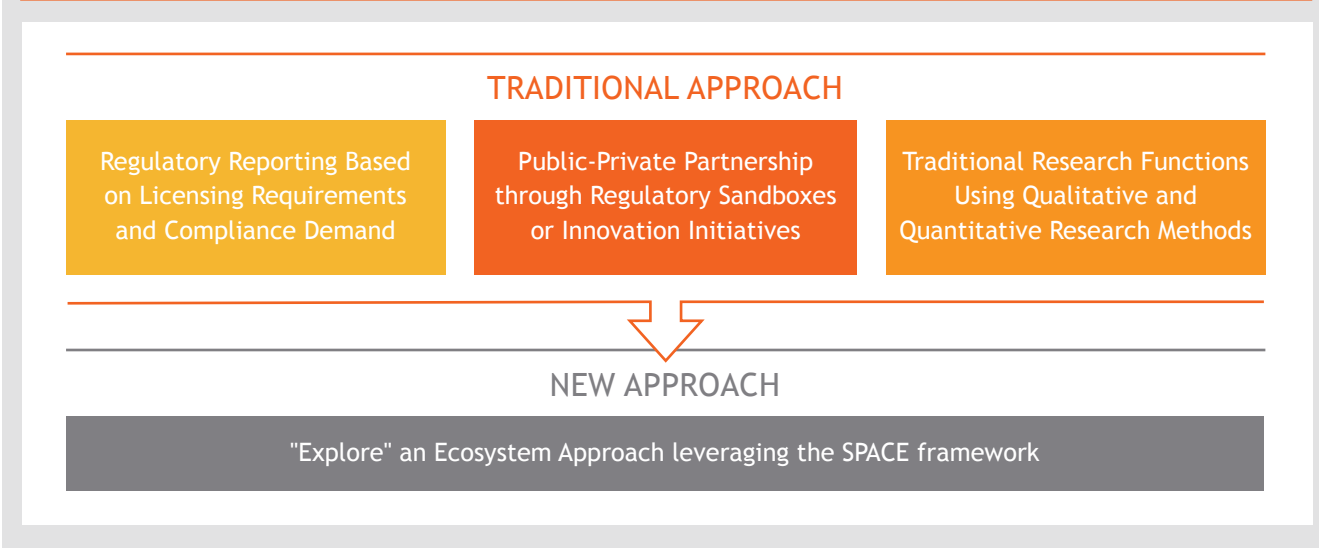 TRADITIONAL APPROACH
Regulatory Reporting Based
on Licensing Requirements
and Compliance Demand
Public-Private Partnership
through Regulatory Sandboxes
or Innovation Initiatives
Traditional Research Functions
Using Qualitative and
Quantitative Research Methods
NEW APPROACH
"Explore" an Ecosystem Approach leveraging the SPACE framework